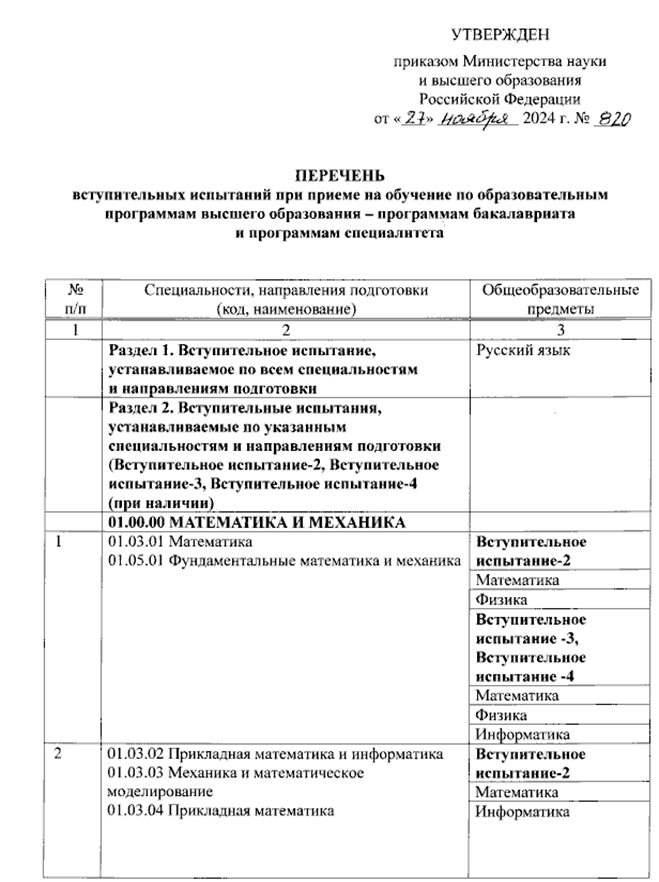 УТВЕРЖДЕН
приказом Министерства науки
и высшего образования
Российской Федерации
от «27» ноября 2024 г. № 820
ПЕРЕЧЕНЬ
вступительных испытаний при приеме на обучение по образовательным
программам высшего образования – программам бакалавриата
и программам специалитета
№ п/п
Специальности, направления подготовки
(код, наименование)
Общеобразовательные
предметы
1 2 3
Раздел 1. Вступительное испытание,
устанавливаемое по всем специальностям
и направлениям подготовки
Русский язык
Раздел 2. Вступительные испытания,
устанавливаемые по указанным
специальностям и направлениям подготовки
(Вступительное испытание-2, Вступительное
испытание-3, Вступительное испытание-4
(при наличии)
01.00.00 МАТЕМАТИКА И МЕХАНИКА
1
01.03.01 Математика
01.05.01 Фундаментальные математика и механика
Вступительное
испытание-2
Математика
Физика
Вступительное
испытание -3,
Вступительное
испытание -4
Математика
Физика
Информатика
2
01.03.02 Прикладная математика и информатика
01.03.03 Механика и математическое
моделирование
01.03.04 Прикладная математика
Вступительное
испытание-2
Математика
Информатика